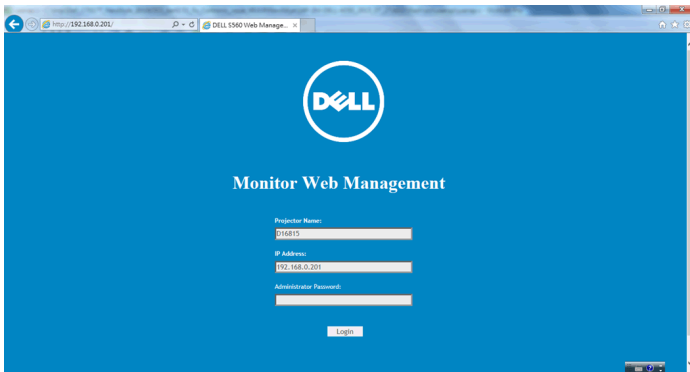 http://192.168.0.201/
DELL S560 Web Manage...
DELL
Monitor Web Management
Projector Name:
D16815
IP Address:
192.168.0.201
Administrator Password:
Login